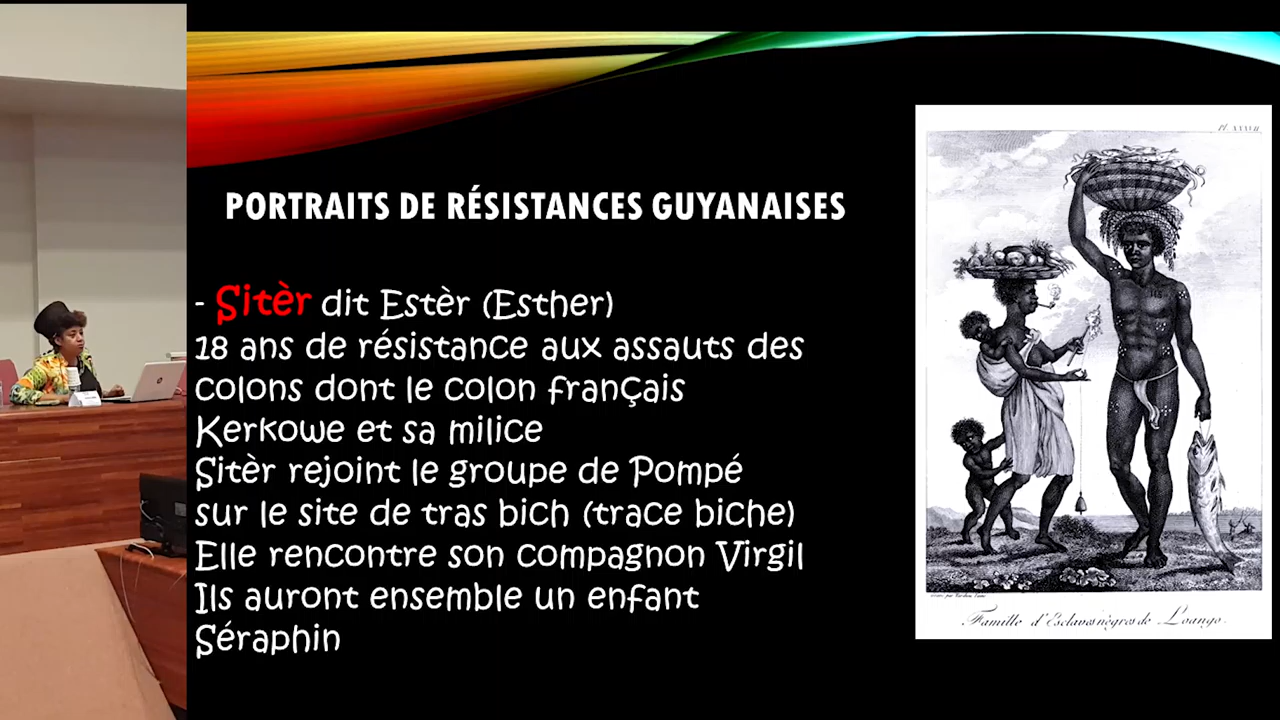 PORTRAITS DE RÉSISTANCES GUYANAISES
- Sitèr dit Estèr (Esther)
18 ans de résistance aux assauts des
colons dont le colon français
Kerkowe et sa milice
Sitèr rejoint le groupe de Pompé
sur le site de tras bich (trace biche)
Elle rencontre son compagnon Virgil
Ils auront ensemble un enfant
Séraphin
Pl. XXXVII
Famille d'Esclaves nègres de Loango.